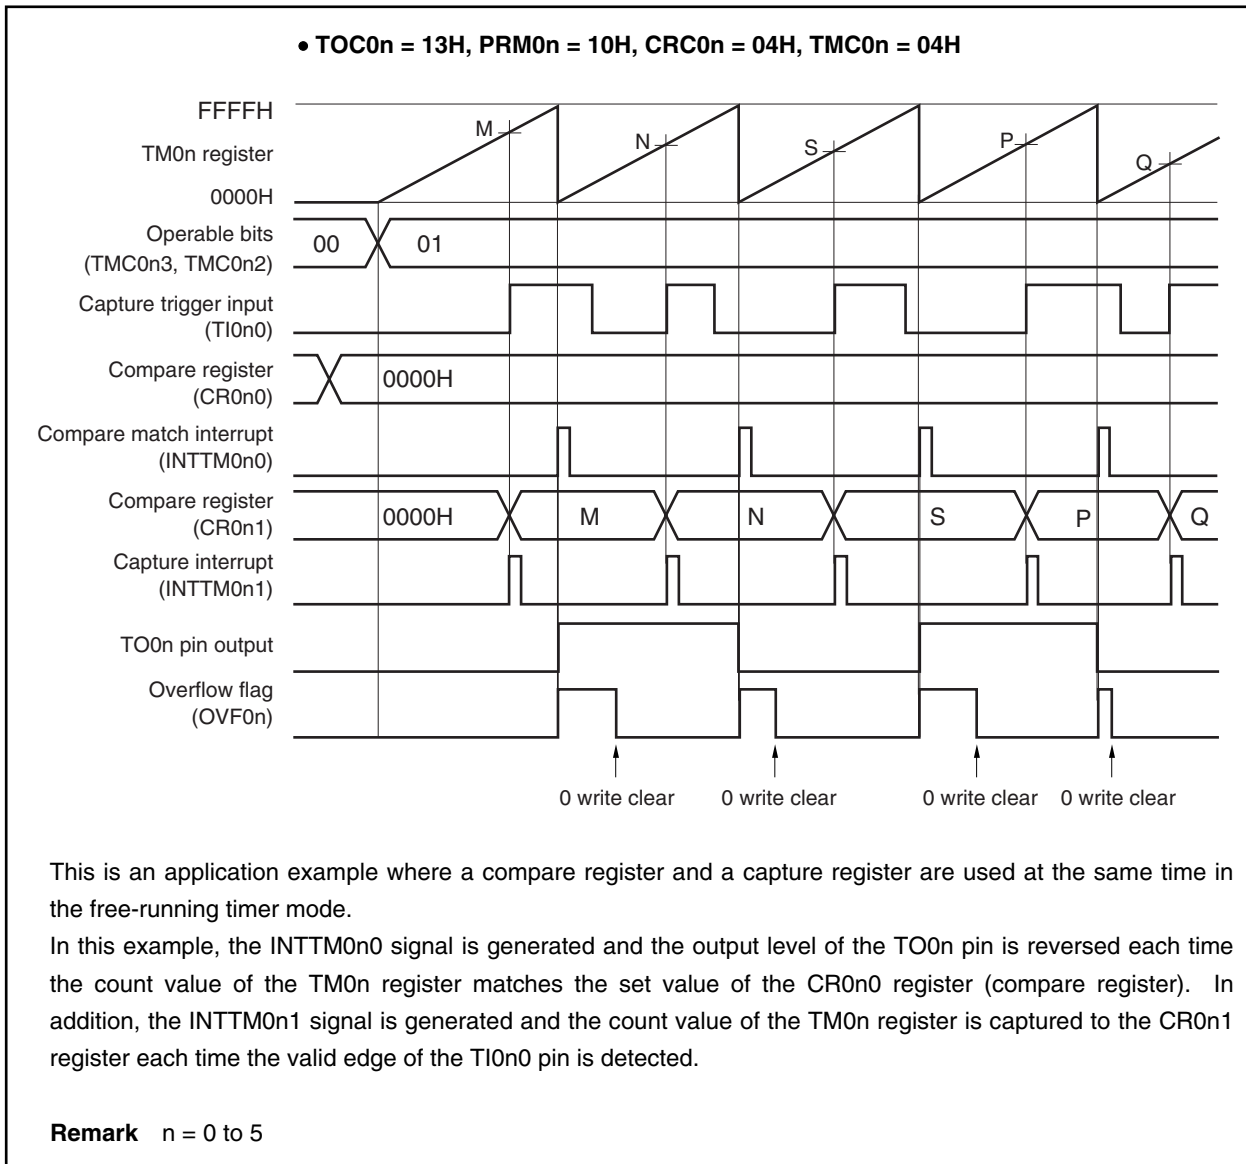 • TOC0n = 13H, PRM0n = 10H, CRC0n = 04H, TMC0n = 04H
FFFFH
TM0n register
0000H
M
N
S
P
Q
Operable bits
(TMC0n3, TMC0n2)
00
01
Capture trigger input
(TI0n0)
Compare register
(CR0n0)
0000H
Compare match interrupt
(INTTM0n0)
Compare register
(CR0n1)
0000H
M
N
S
P
Q
Capture interrupt
(INTTM0n1)
TO0n pin output
Overflow flag
(OVF0n)
0 write clear
0 write clear
0 write clear
0 write clear
This is an application example where a compare register and a capture register are used at the same time in
the free-running timer mode.
In this example, the INTTM0n0 signal is generated and the output level of the TO0n pin is reversed each time
the count value of the TM0n register matches the set value of the CR0n0 register (compare register). In
addition, the INTTM0n1 signal is generated and the count value of the TM0n register is captured to the CR0n1
register each time the valid edge of the TI0n0 pin is detected.
Remark n = 0 to 5